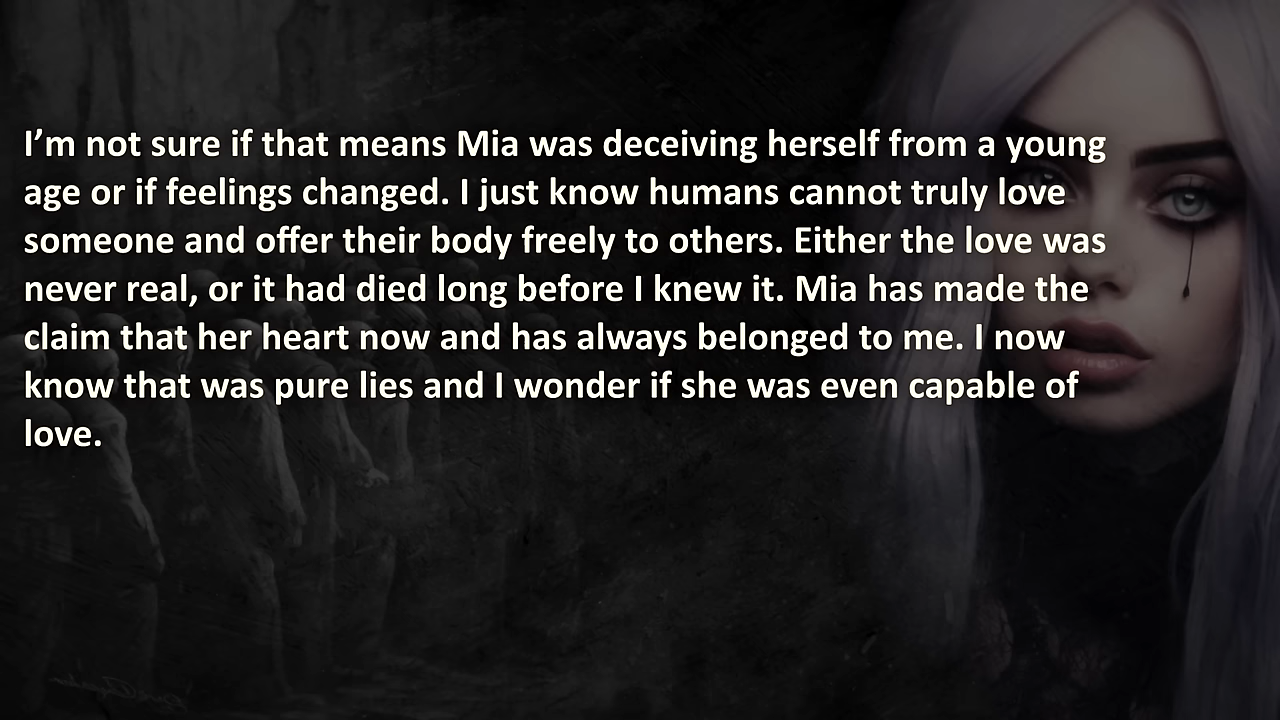 I’m not sure if that means Mia was deceiving herself from a young
age or if feelings changed. I just know humans cannot truly love
someone and offer their body freely to others. Either the love was
never real, or it had died long before I knew it. Mia has made the
claim that her heart now and has always belonged to me. I now
know that was pure lies and I wonder if she was even capable of
love.